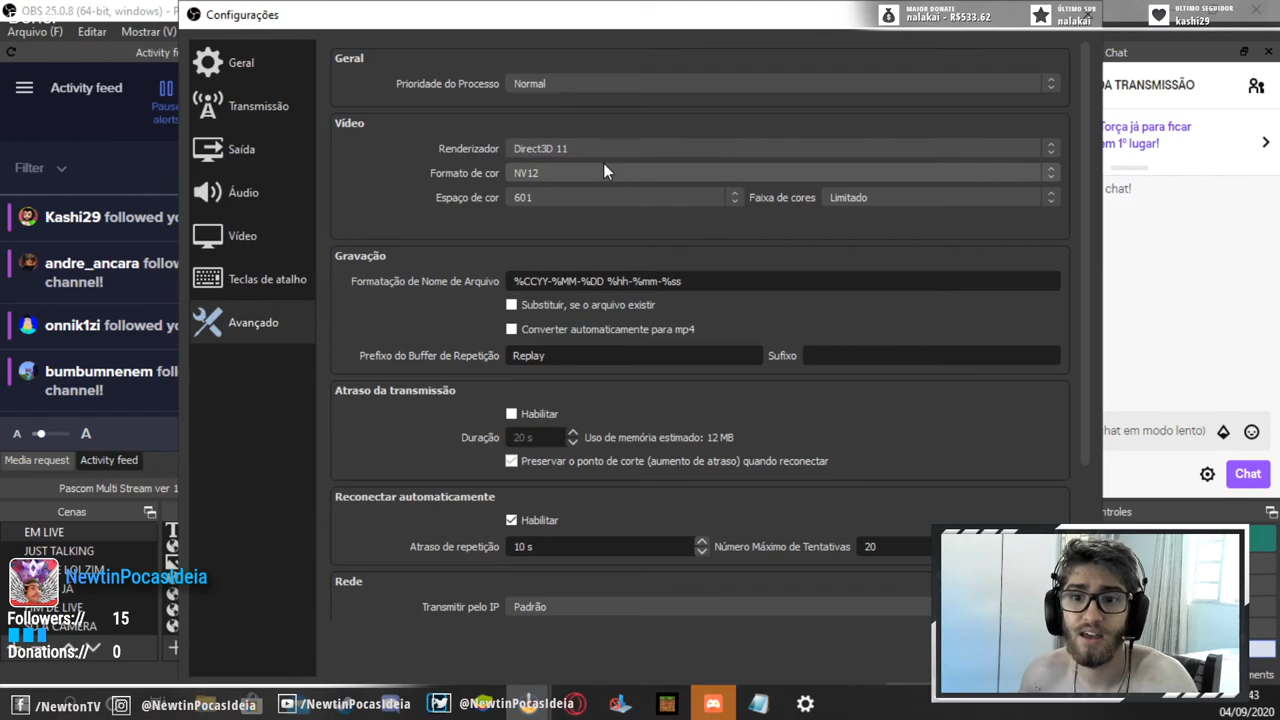 OBS 25.0.8 (64-bit, windows) - P
Configurações
MAIOR DONATE
nalakai - R$533.62
ÚLTIMO SUB
nalakai
ÚLTIMO SEGUIDOR
kashi29
Arquivo (F)
Editar
Mostrar (V)
Activity fe
Chat
Activity feed
Pause
alerts
Filter
Kashi29 followed yo
andre_ancara follow
channel!
onnik1zi followed yo
bumbumnenem
channel!
A
A
Media request
Activity feed
Pascom Multi Stream ver 1
Cenas
EM LIVE
JUST TALKING
NewtinPocasIdeia
Followers://
15
Donations://
0
Geral
Transmissão
Saída
Áudio
Vídeo
Teclas de atalho
Avançado
Geral
Prioridade do Processo
Normal
Vídeo
Renderizador
Direct3D 11
Formato de cor
NV12
Espaço de cor
601
Faixa de cores
Limitado
Gravação
Formatação de Nome de Arquivo
%CCYY-%MM-%DD %hh-%mm-%ss
Substituir, se o arquivo existir
Converter automaticamente para mp4
Prefixo do Buffer de Repetição
Replay
Sufixo
Atraso da transmissão
Habilitar
Duração
20 s
Uso de memória estimado: 12 MB
Preservar o ponto de corte (aumento de atraso) quando reconectar
Reconectar automaticamente
Habilitar
Atraso de repetição
10 s
Número Máximo de Tentativas
20
Rede
Transmitir pelo IP
Padrão
DA TRANSMISSÃO
Torça já para ficar
em 1º lugar!
chat!
chat em modo lento)
Chat
ntroles
/NewtonTV
@NewtinPocasIdeia
/NewtinPocasIdeia
@NewtinPocasIdeia
43
04/09/2020